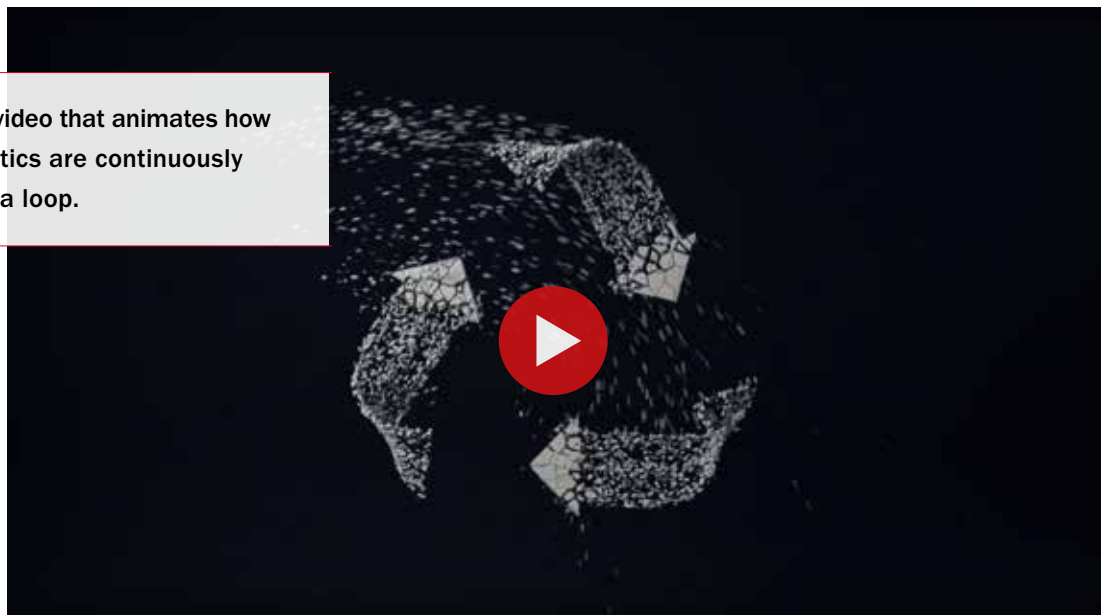 video that animates how
tics are continuously
a loop.